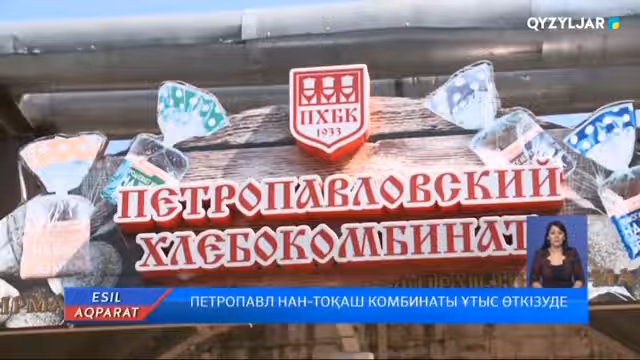 QYZYLJAR
ПХБК
1933
ПЕТРОПАВЛОВСКИЙ
ХЛЕБОКОМБИНАТ
ESIL
AQPARAT
ПЕТРОПАВЛ НАН-ТОҚАШ КОМБИНАТЫ ҰТЫС ӨТКІЗУДЕ